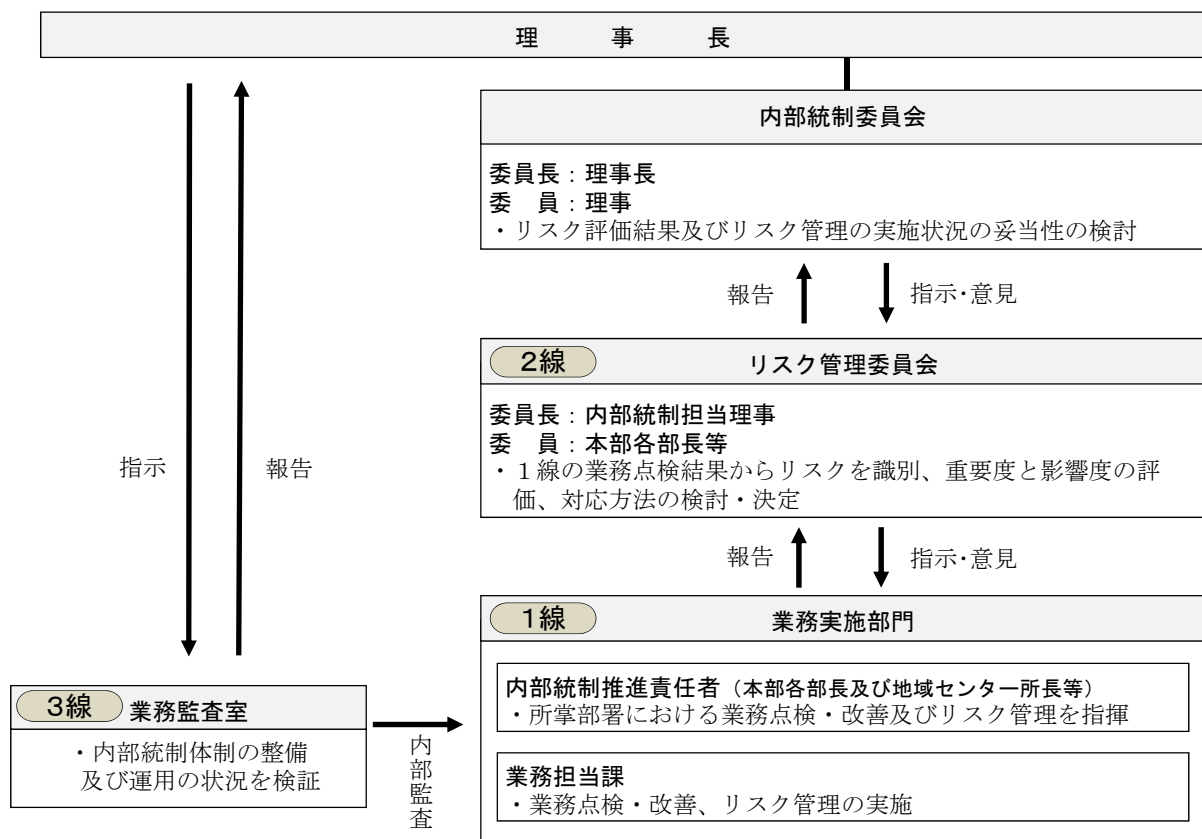 理　事　長
内部統制委員会
委員長：理事長
委　員：理事
・リスク評価結果及びリスク管理の実施状況の妥当性の検討
報告
指示・意見
2線
リスク管理委員会
委員長：内部統制担当理事
委　員：本部各部長等
・１線の業務点検結果からリスクを識別、重要度と影響度の評
価、対応方法の検討・決定
指示
報告
報告
指示・意見
1線
業務実施部門
内部統制推進責任者（本部各部長及び地域センター所長等）
・所掌部署における業務点検・改善及びリスク管理を指揮
業務担当課
・業務点検・改善、リスク管理の実施
3線
業務監査室
・内部統制体制の整備
及び運用の状況を検証
内部監査